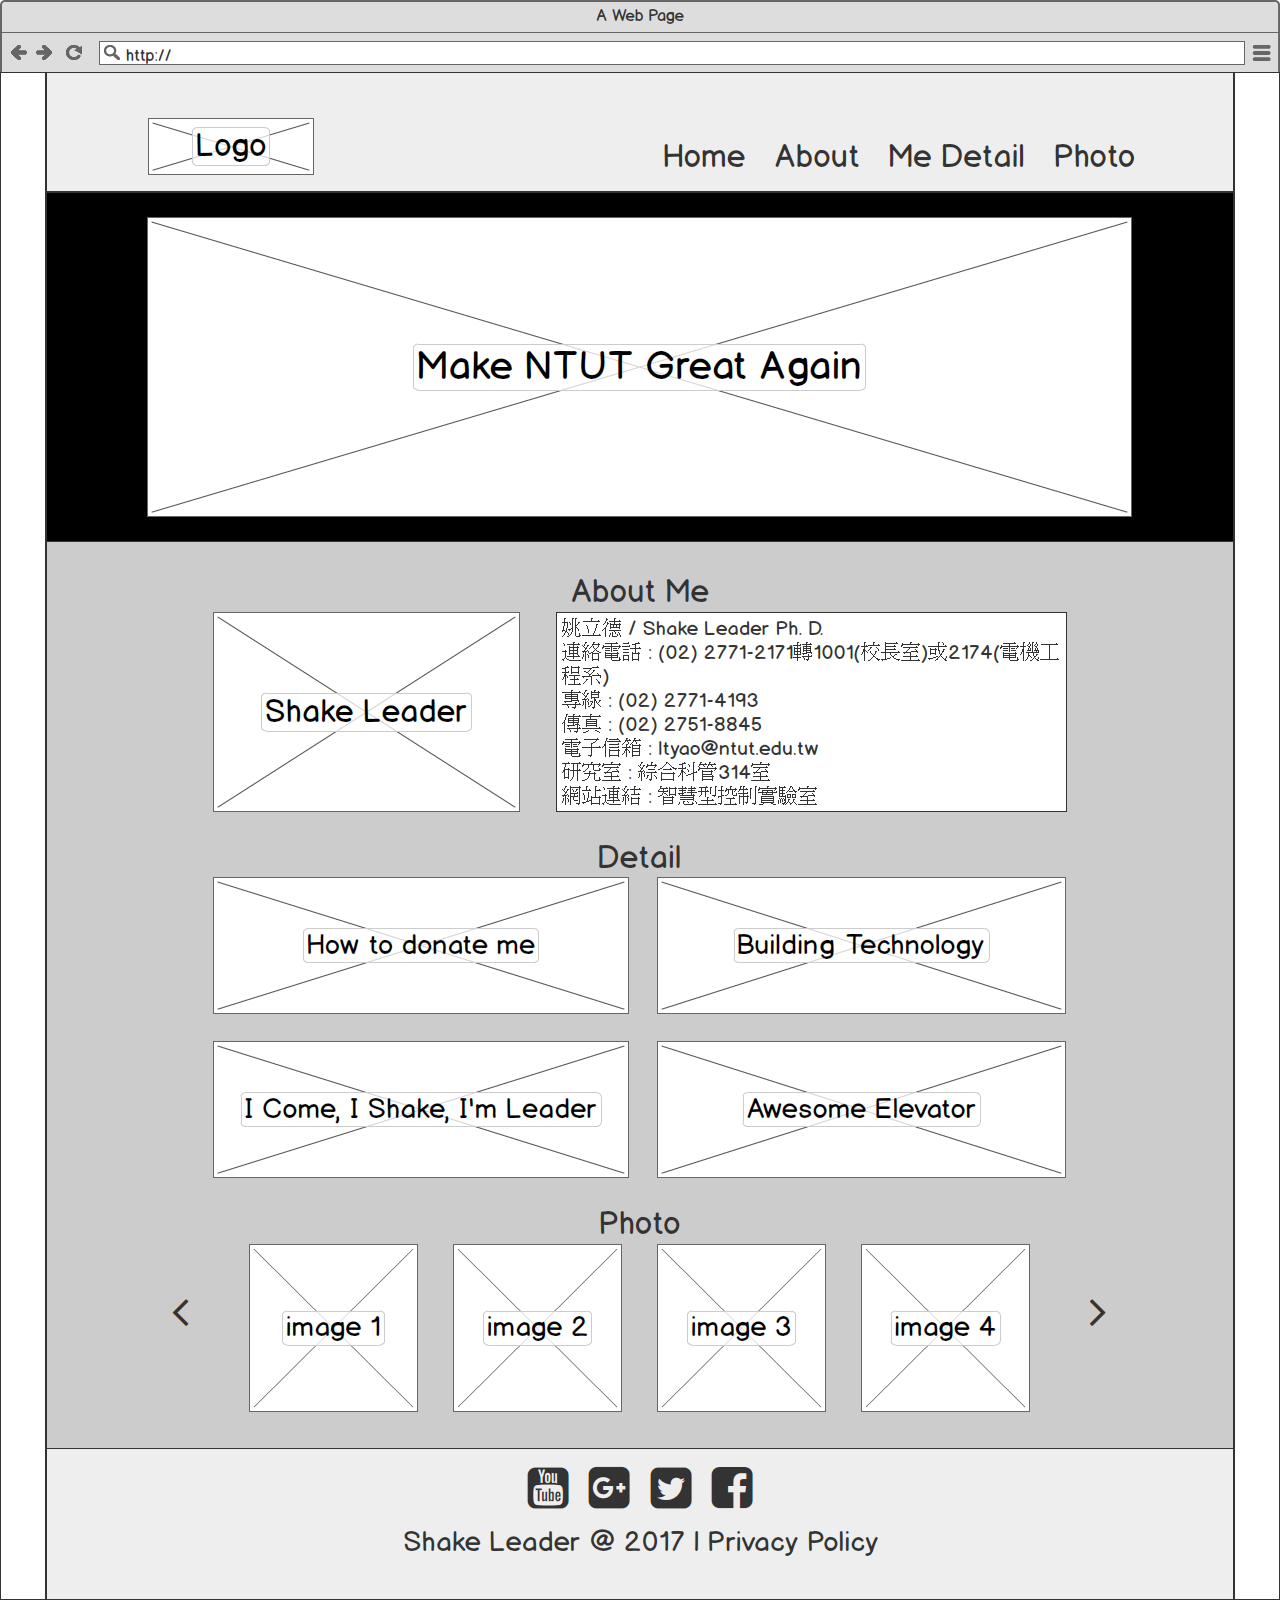 A Web Page
http://
Logo
Home About Me Detail Photo
Make NTUT Great Again
About Me
Shake Leader
姚立德 / Shake Leader Ph. D.
連絡電話 : (02) 2771-2171轉1001(校長室)或2174(電機工
程系)
專線 : (02) 2771-4193
傳真 : (02) 2751-8845
電子信箱 : ltyao@ntut.edu.tw
研究室 : 綜合科管314室
網站連結 : 智慧型控制實驗室
Detail
How to donate me
Building Technology
I Come, I Shake, I'm Leader
Awesome Elevator
Photo
image 1
image 2
image 3
image 4
You
Tube
G+
Shake Leader @ 2017 | Privacy Policy